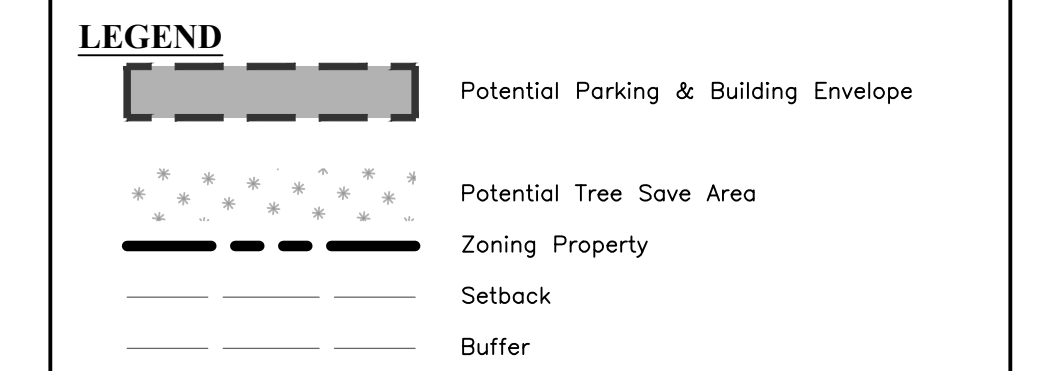 LEGEND
Potential Parking & Building Envelope
Potential Tree Save Area
Zoning Property
Setback
Buffer